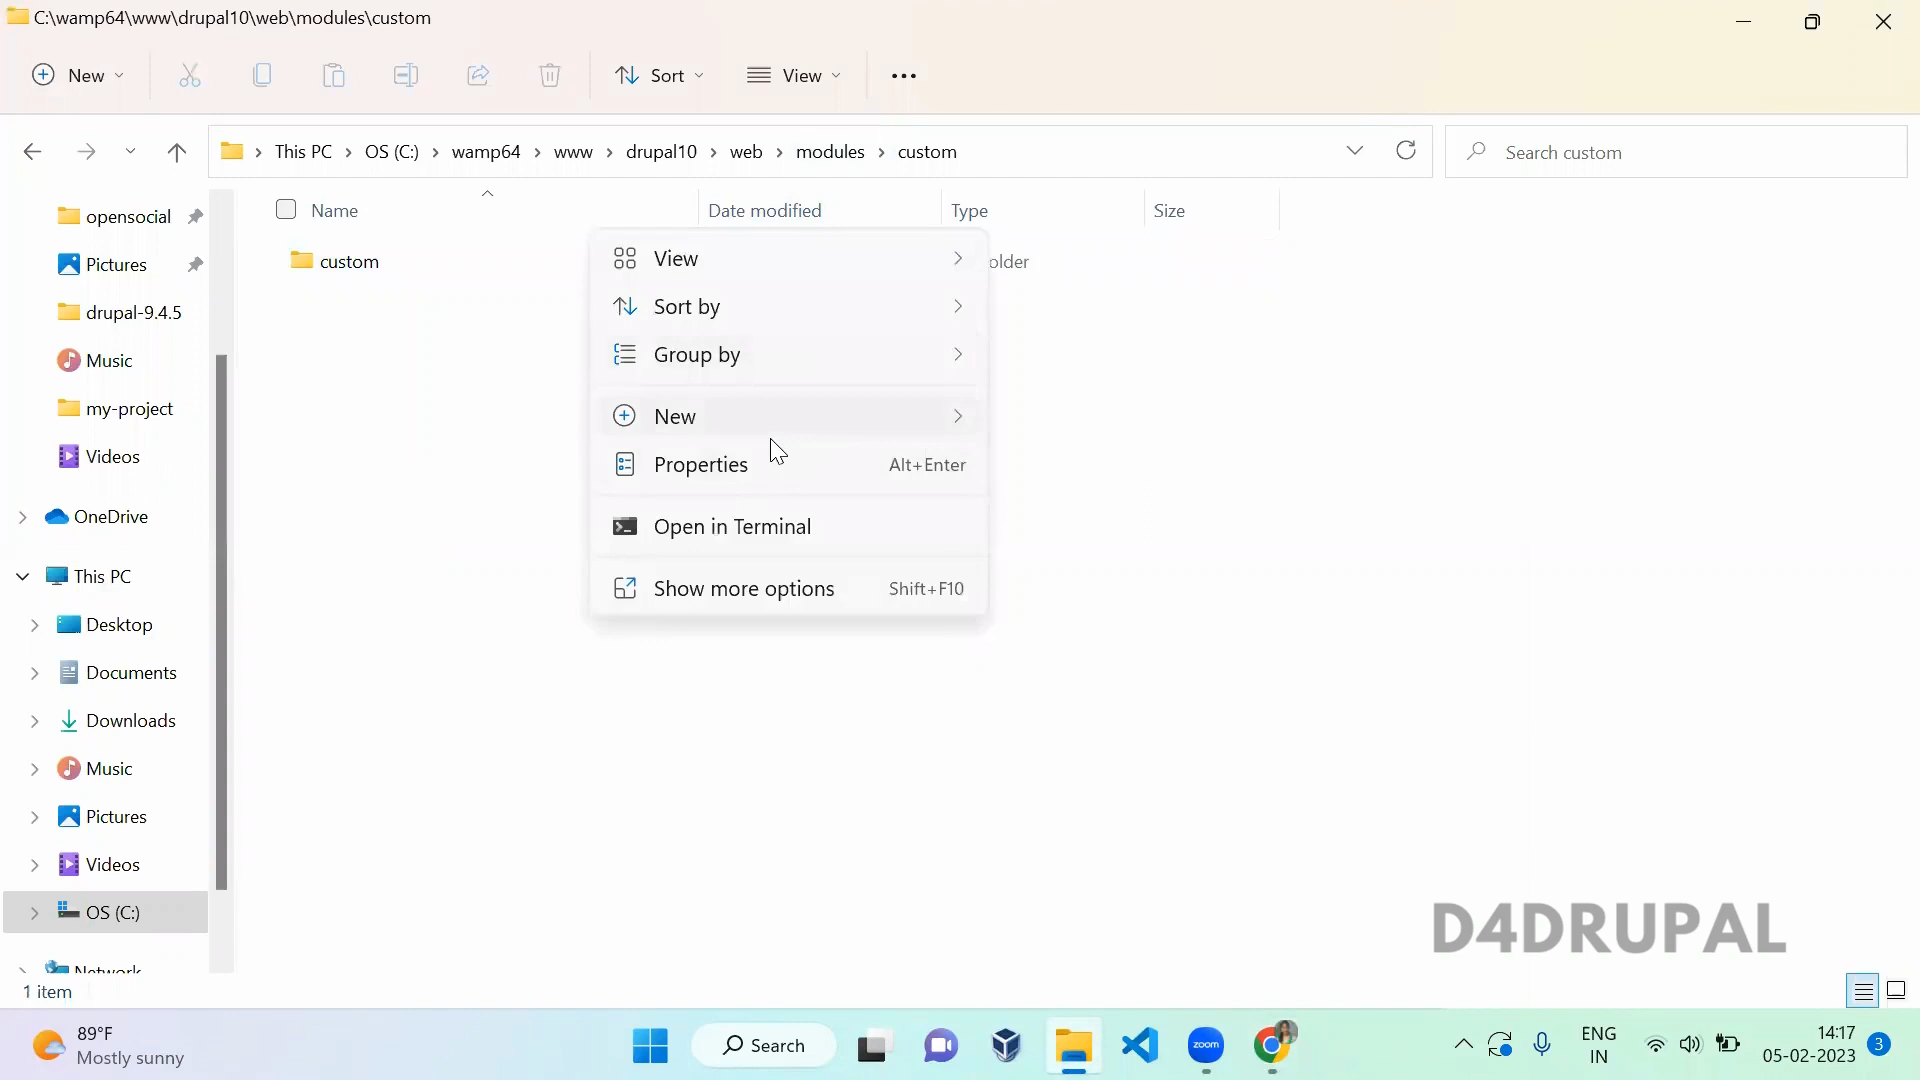 C:\wamp64\www\drupal10\web\modules\custom
New
Sort
View
This PC
OS (C:)
wamp64
www
drupal10
web
modules
custom
Search custom
Name
Date modified
Type
Size
custom
older
opensocial
Pictures
drupal-9.4.5
Music
my-project
Videos
OneDrive
This PC
Desktop
Documents
Downloads
Music
Pictures
Videos
OS (C:)
Network
View
Sort by
Group by
New
Properties Alt+Enter
Open in Terminal
Show more options Shift+F10
D4DRUPAL
1 item
89°F
Mostly sunny
Search
zoom
ENG
IN
14:17
05-02-2023
3